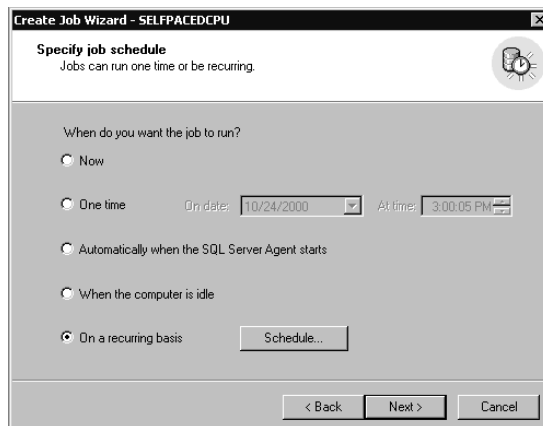 Create Job Wizard - SELFPACEDCPU
Specify job schedule
Jobs can run one time or be recurring.
When do you want the job to run?
Now
One time On date: 10/24/2000 At time: 3:00:05 PM
Automatically when the SQL Server Agent starts
When the computer is idle
On a recurring basis Schedule...
< Back Next > Cancel